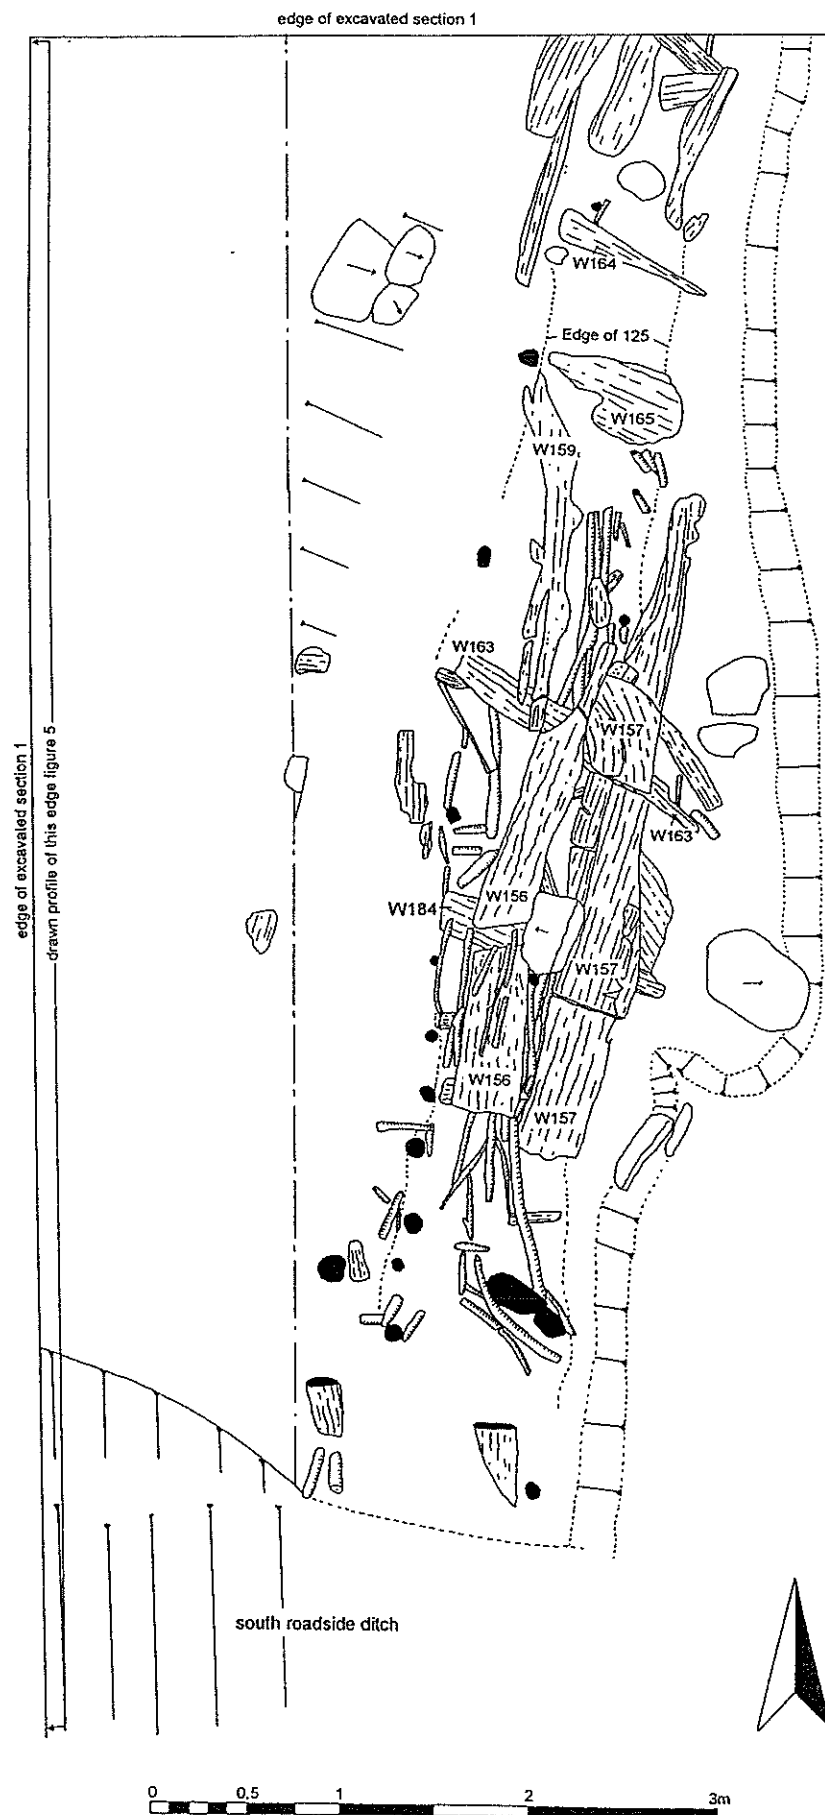 edge of excavated section 1
W164
Edge of 125
W165
W159
W163
W157
edge of excavated section 1
drawn profile of this edge figure 5
W163
W156
W184
W157
W156
W157
south roadside ditch
0 0,5 1 2 3m